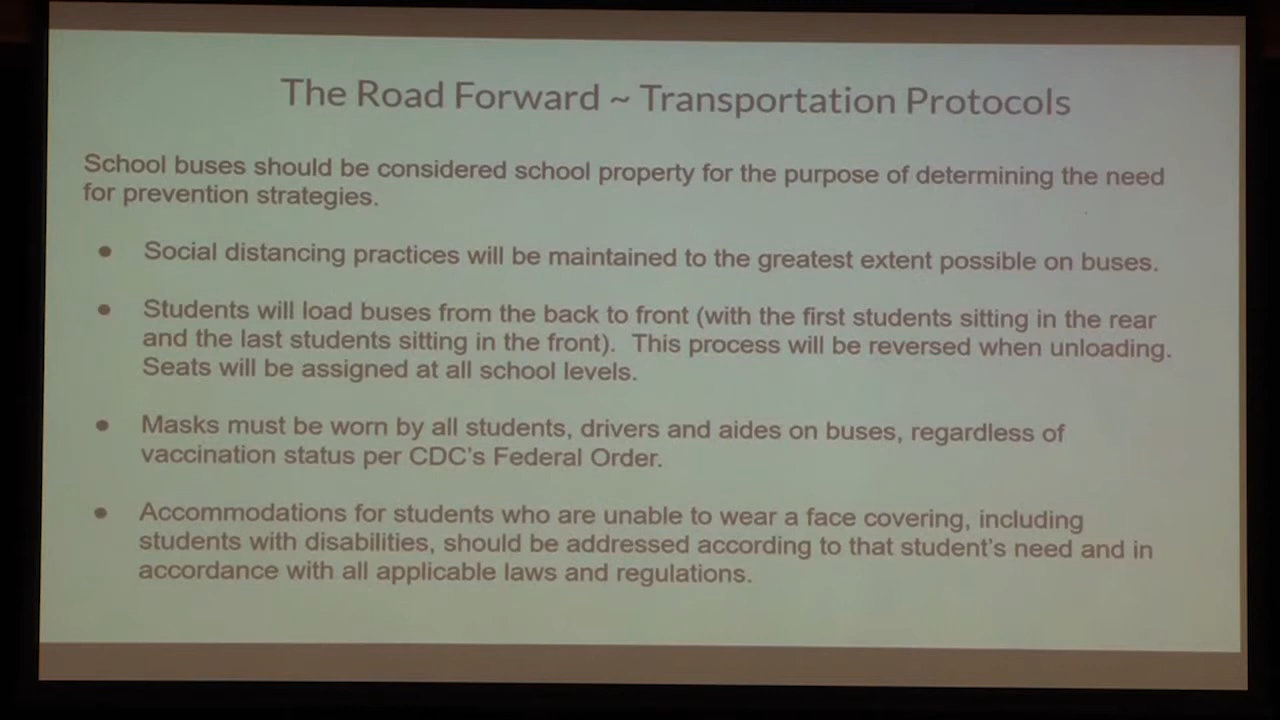 The Road Forward ~ Transportation Protocols
School buses should be considered school property for the purpose of determining the need
for prevention strategies.
● Social distancing practices will be maintained to the greatest extent possible on buses.
● Students will load buses from the back to front (with the first students sitting in the rear
and the last students sitting in the front). This process will be reversed when unloading.
Seats will be assigned at all school levels.
● Masks must be worn by all students, drivers and aides on buses, regardless of
vaccination status per CDC's Federal Order.
● Accommodations for students who are unable to wear a face covering, including
students with disabilities, should be addressed according to that student's need and in
accordance with all applicable laws and regulations.